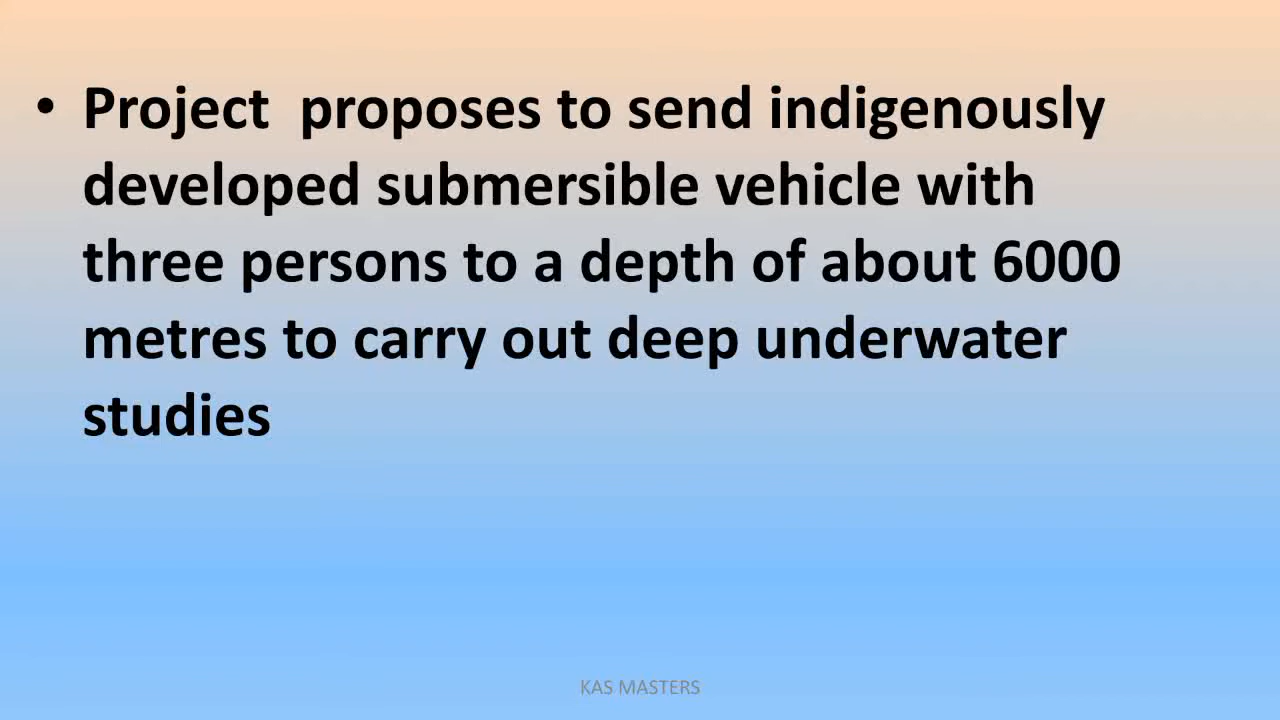 • Project  proposes to send indigenously
developed submersible vehicle with
three persons to a depth of about 6000
metres to carry out deep underwater
studies
KAS MASTERS